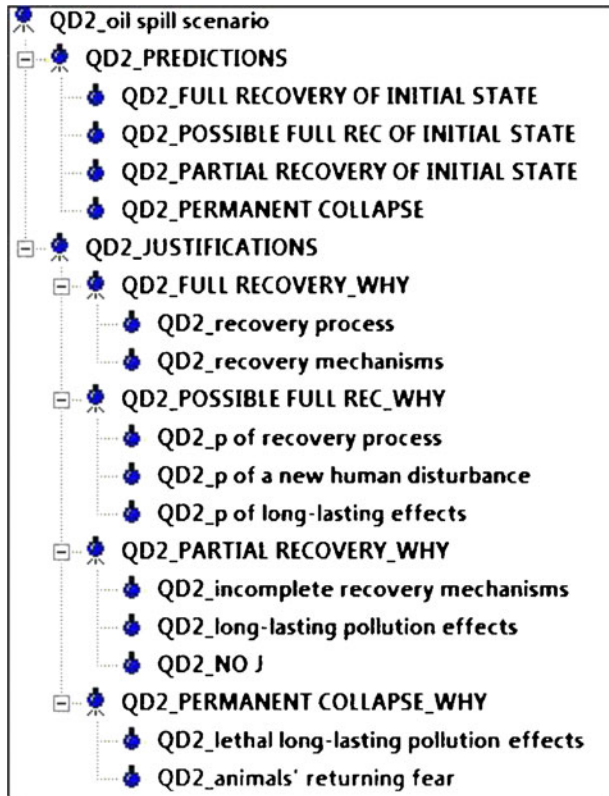 QD2_oil spill scenario
QD2_PREDICTIONS
QD2_FULL RECOVERY OF INITIAL STATE
QD2_POSSIBLE FULL REC OF INITIAL STATE
QD2_PARTIAL RECOVERY OF INITIAL STATE
QD2_PERMANENT COLLAPSE
QD2_JUSTIFICATIONS
QD2_FULL RECOVERY_WHY
QD2_recovery process
QD2_recovery mechanisms
QD2_POSSIBLE FULL REC_WHY
QD2_p of recovery process
QD2_p of a new human disturbance
QD2_p of long-lasting effects
QD2_PARTIAL RECOVERY_WHY
QD2_incomplete recovery mechanisms
QD2_long-lasting pollution effects
QD2_NO J
QD2_PERMANENT COLLAPSE_WHY
QD2_lethal long-lasting pollution effects
QD2_animals' returning fear